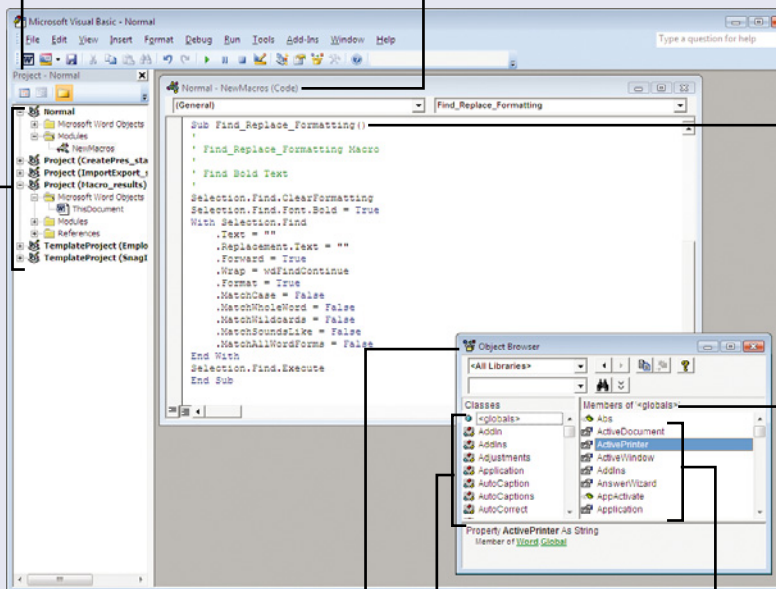 Microsoft Visual Basic - Normal
File Edit View Insert Format Debug Run Tools Add-Ins Window Help
Type a question for help
Project - Normal
Normal
Microsoft Word Objects
Modules
NewMacros
Project (CreatePres_sta
Project (ImportExport_s
Project (Macro_results)
Microsoft Word Objects
ThisDocument
Modules
References
TemplateProject (Emplo
TemplateProject (SnagI
Normal - NewMacros (Code)
(General) Find_Replace_Formatting
Sub Find_Replace_Formatting()
'
' Find_Replace_Formatting Macro
'
' Find Bold Text
'
Selection.Find.ClearFormatting
Selection.Find.Font.Bold = True
With Selection.Find
.Text = ""
.Replacement.Text = ""
.Forward = True
.Wrap = wdFindContinue
.Format = True
.MatchCase = False
.MatchWholeWord = False
.MatchWildcards = False
.MatchSoundsLike = False
.MatchAllWordForms = False
End With
Selection.Find.Execute
End Sub
Object Browser
<All Libraries>
Classes
<globals>
AddIn
AddIns
Adjustments
Application
AutoCaption
AutoCaptions
AutoCorrect
Members of '<globals>'
Abs
ActiveDocument
ActivePrinter
ActiveWindow
AddIns
AnswerWizard
AppActivate
Application
Property ActivePrinter As String
Member of Word.Global